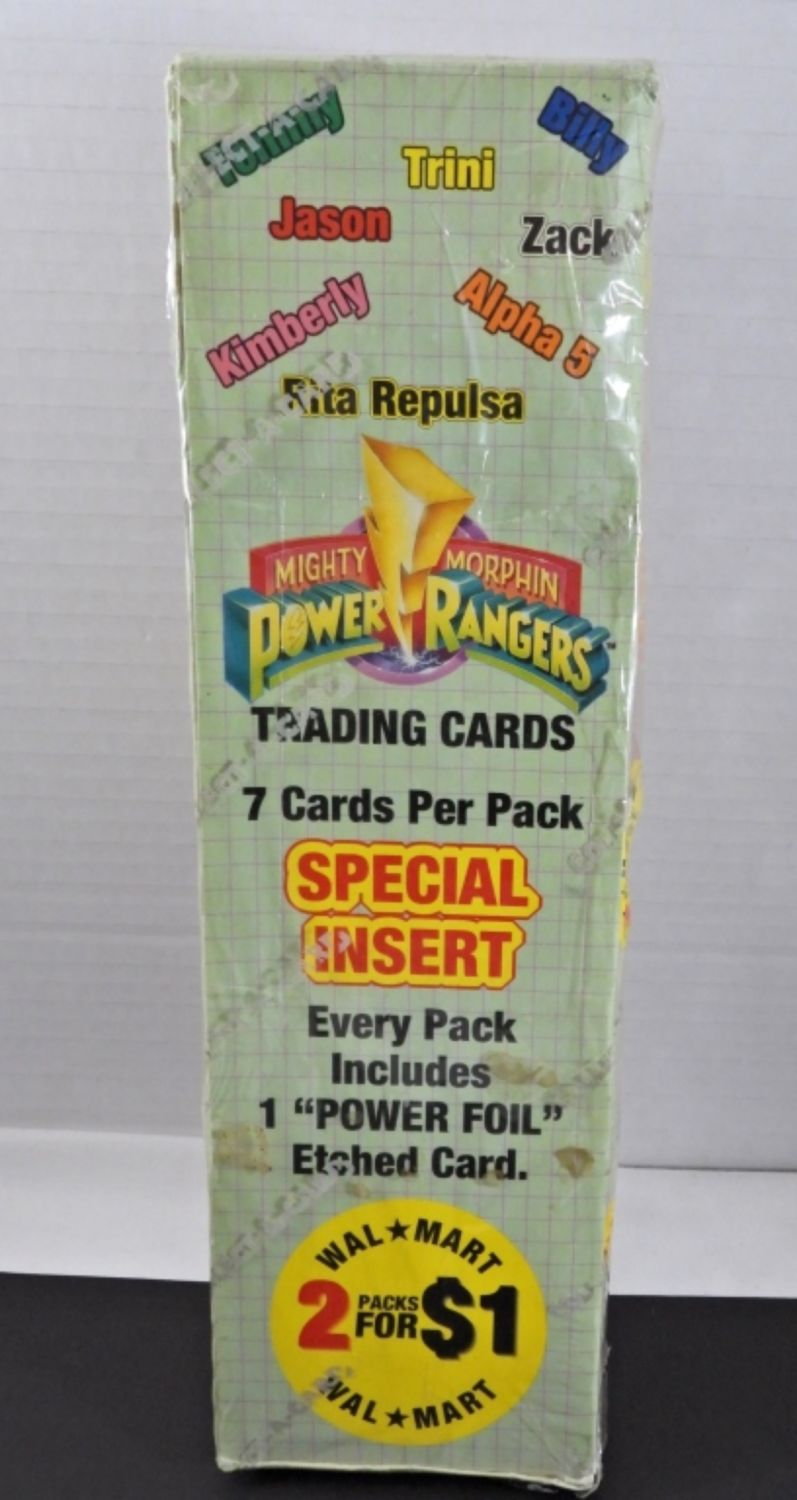 Tommy
Billy
Trini
Jason
Zack
Kimberly
Alpha 5
Rita Repulsa
MIGHTY MORPHIN
POWER RANGERS™
TRADING CARDS
7 Cards Per Pack
SPECIAL
INSERT
Every Pack
Includes
1 “POWER FOIL”
Etched Card.
WAL★MART
2 PACKS FOR $1
WAL★MART